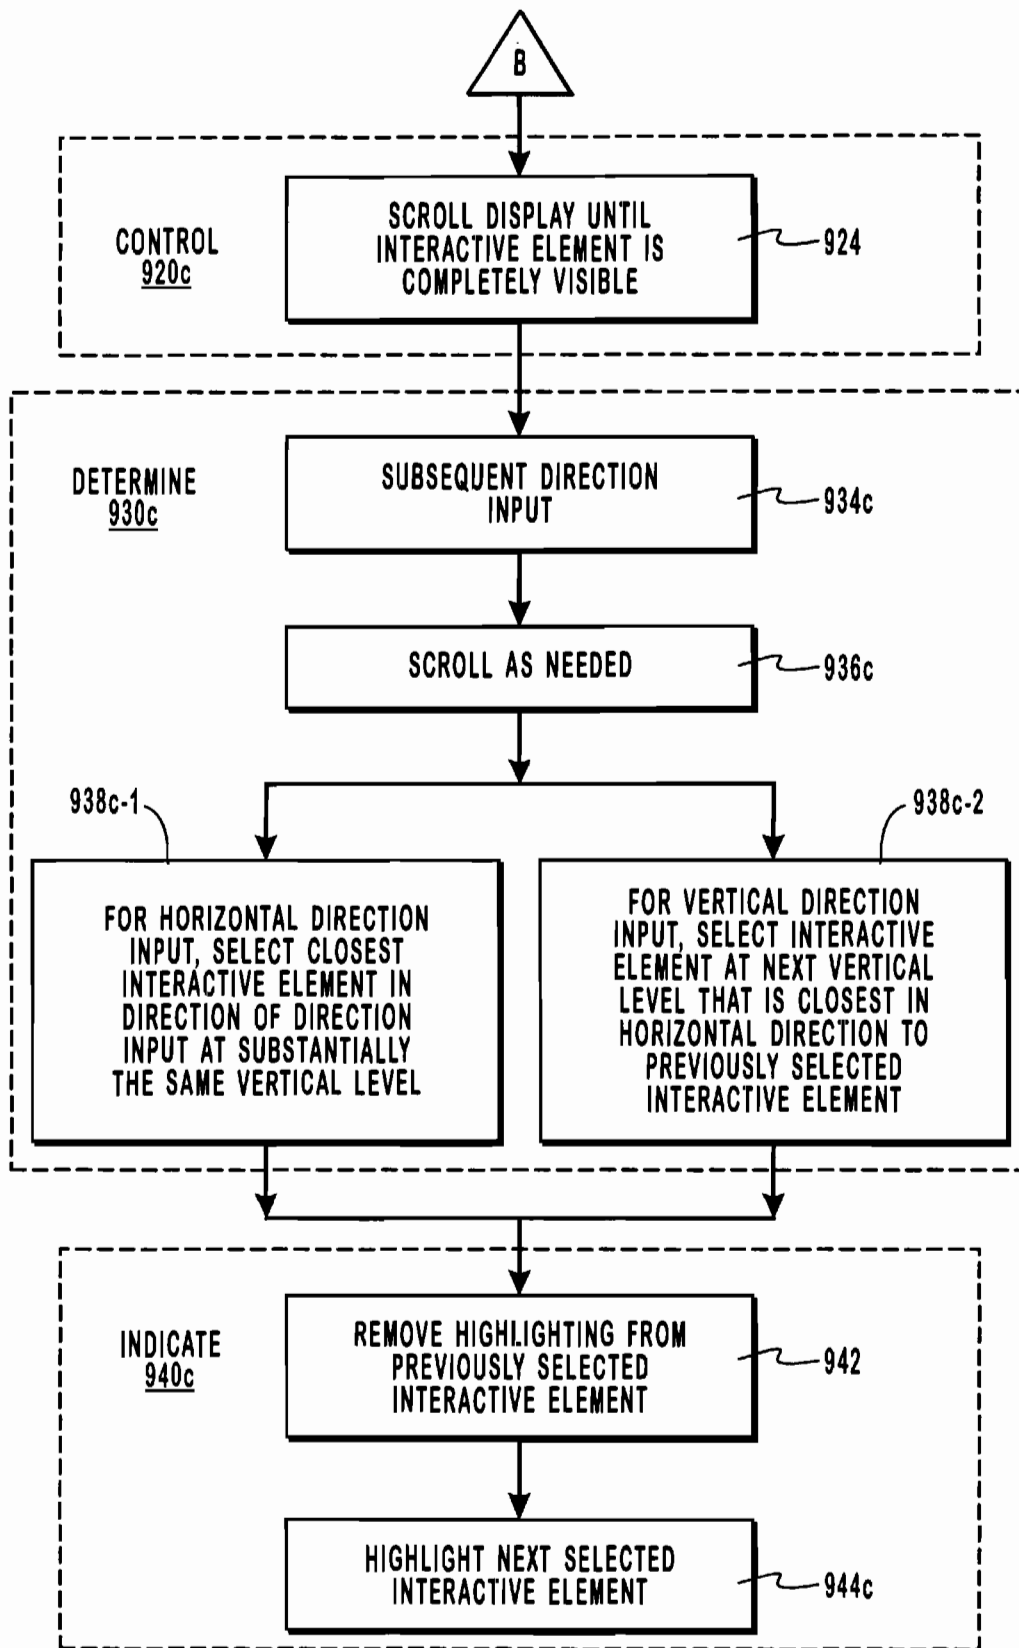 B
CONTROL
920c
SCROLL DISPLAY UNTIL
INTERACTIVE ELEMENT IS
COMPLETELY VISIBLE
924
DETERMINE
930c
SUBSEQUENT DIRECTION
INPUT
934c
SCROLL AS NEEDED
936c
938c-1
938c-2
FOR HORIZONTAL DIRECTION
INPUT, SELECT CLOSEST
INTERACTIVE ELEMENT IN
DIRECTION OF DIRECTION
INPUT AT SUBSTANTIALLY
THE SAME VERTICAL LEVEL
FOR VERTICAL DIRECTION
INPUT, SELECT INTERACTIVE
ELEMENT AT NEXT VERTICAL
LEVEL THAT IS CLOSEST IN
HORIZONTAL DIRECTION TO
PREVIOUSLY SELECTED
INTERACTIVE ELEMENT
INDICATE
940c
REMOVE HIGHLIGHTING FROM
PREVIOUSLY SELECTED
INTERACTIVE ELEMENT
942
HIGHLIGHT NEXT SELECTED
INTERACTIVE ELEMENT
944c